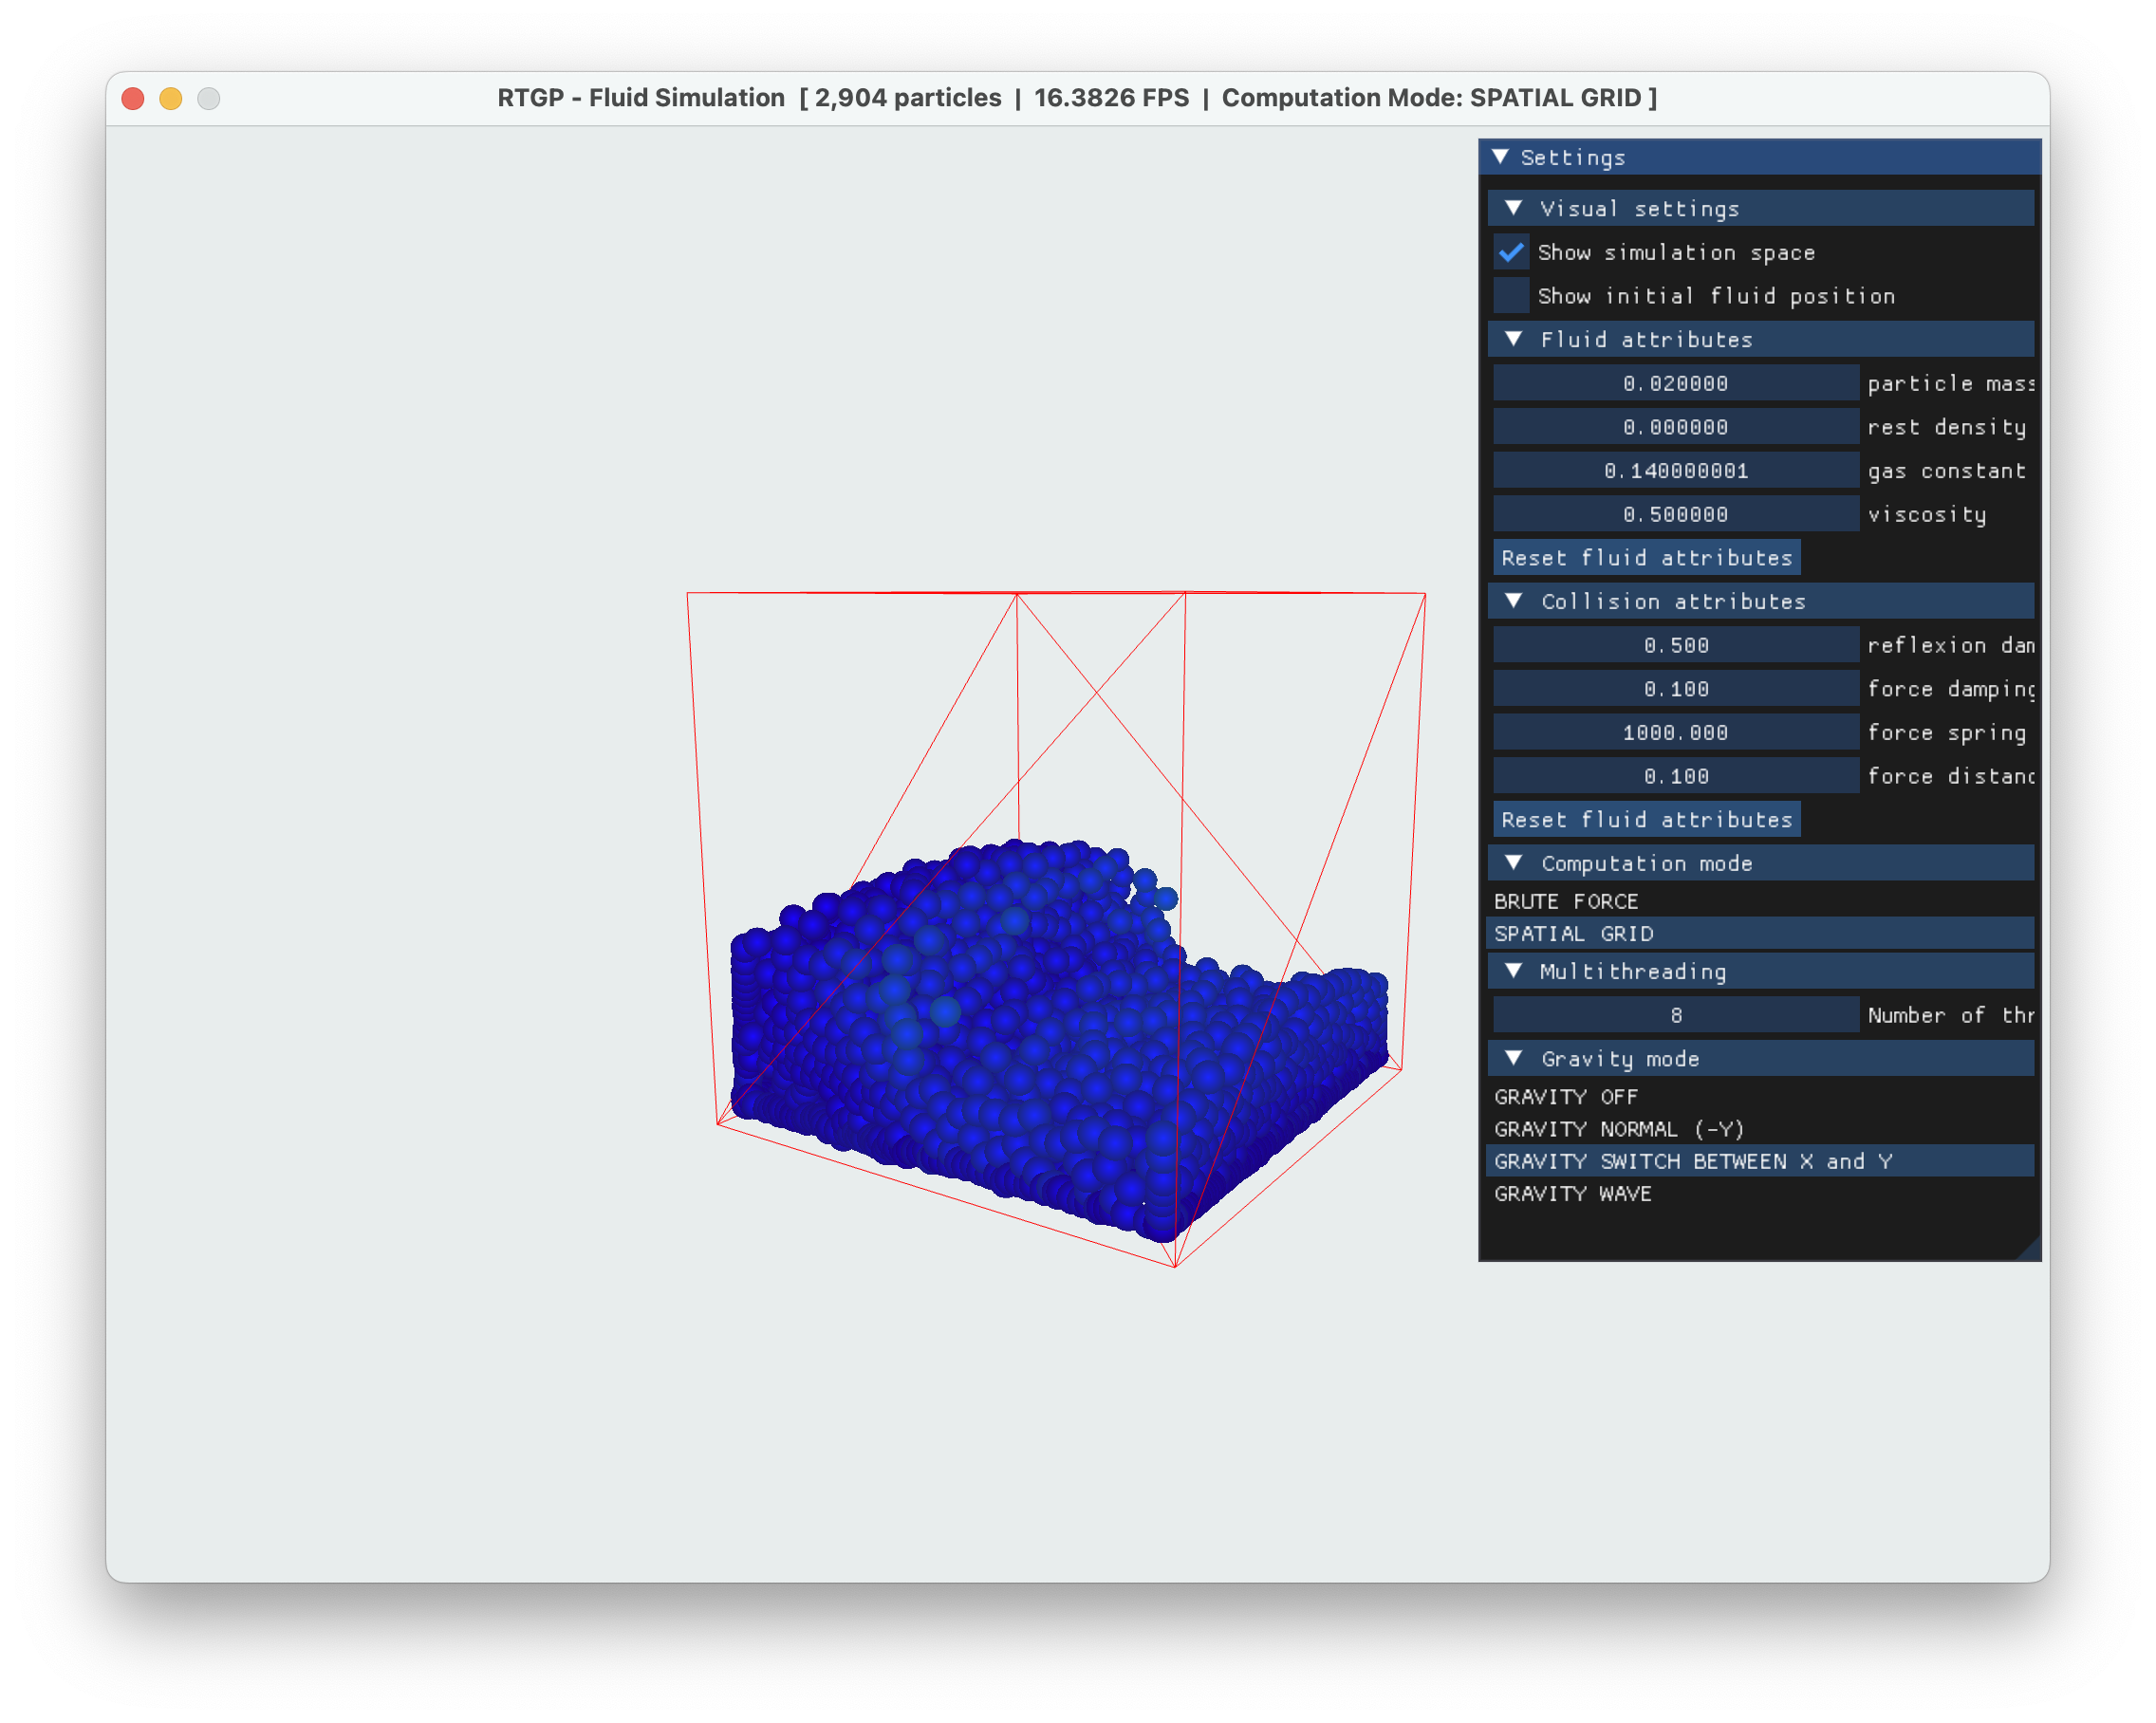 RTGP - Fluid Simulation [ 2,904 particles | 16.3826 FPS | Computation Mode: SPATIAL GRID ]
Settings
Visual settings
Show simulation space
Show initial fluid position
Fluid attributes
0.020000 particle mass
0.000000 rest density
0.140000001 gas constant
0.500000 viscosity
Reset fluid attributes
Collision attributes
0.500 reflexion dam
0.100 force damping
1000.000 force spring
0.100 force distanc
Reset fluid attributes
Computation mode
BRUTE FORCE
SPATIAL GRID
Multithreading
8 Number of thr
Gravity mode
GRAVITY OFF
GRAVITY NORMAL (-Y)
GRAVITY SWITCH BETWEEN X and Y
GRAVITY WAVE